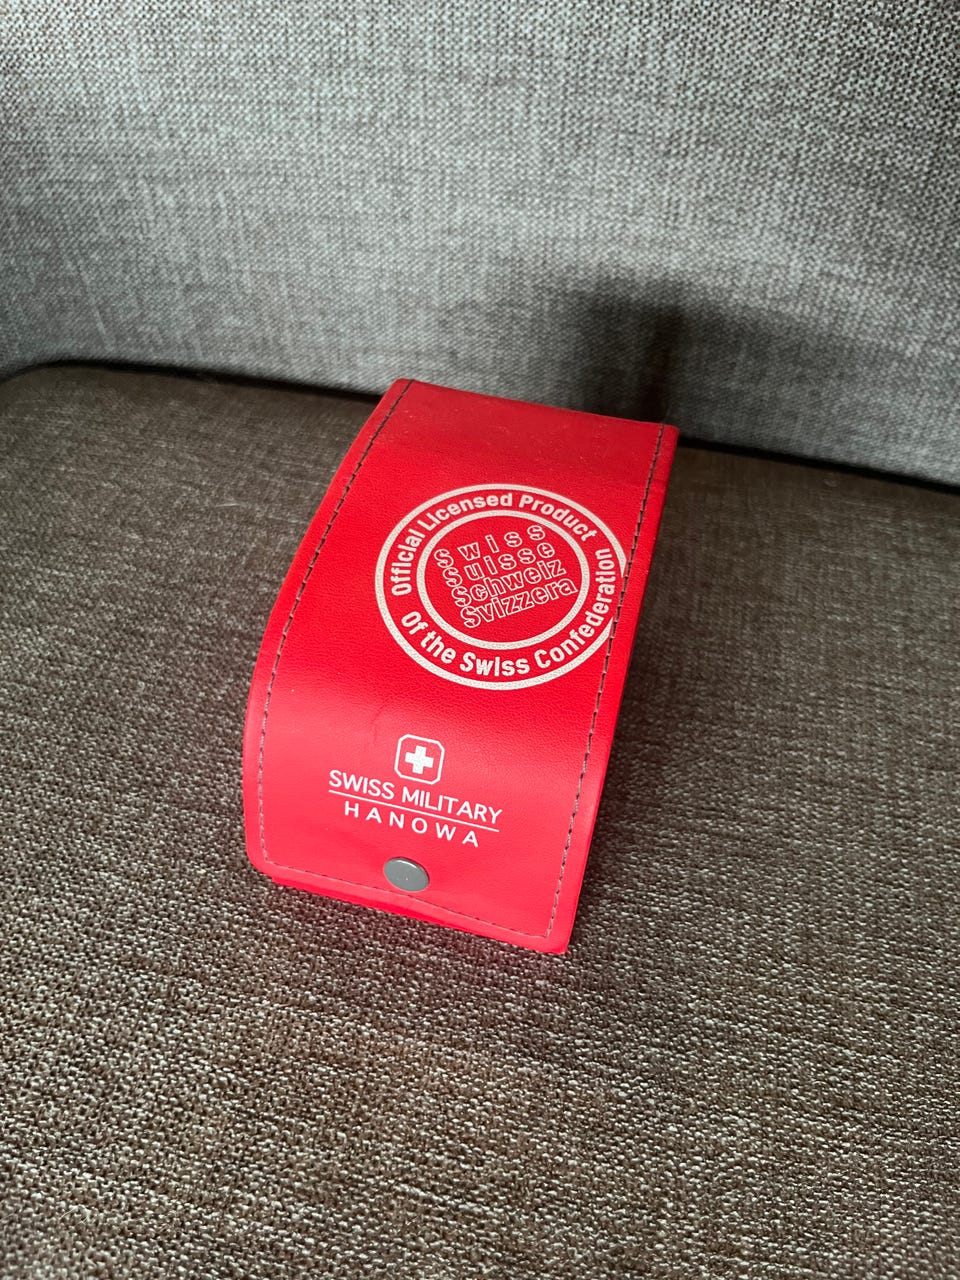 Official Licensed Product
Swiss
Suisse
Schweiz
Svizzera
Of the Swiss Confederation
SWISS MILITARY
HANOWA